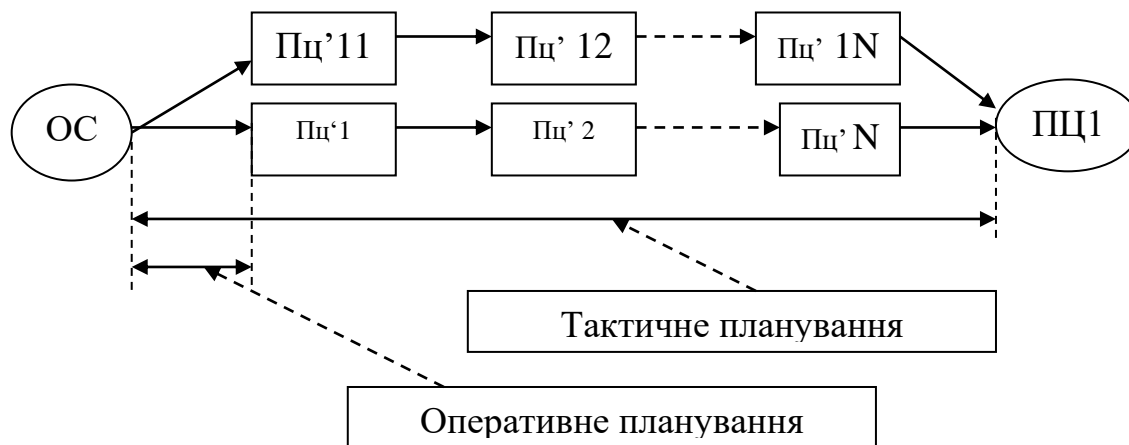 Пц’11
Пц’ 12
Пц’ 1N
ОС
Пц‘1
Пц’ 2
Пц’ N
ПЦ1
Тактичне планування
Оперативне планування